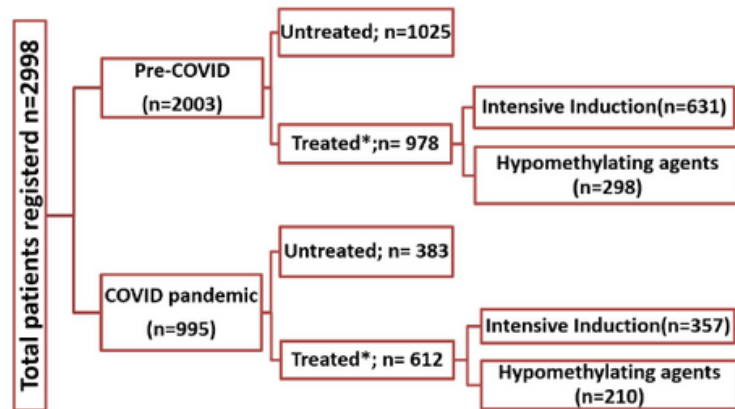 Total patients registerd n=2998
Pre-COVID
(n=2003)
Untreated; n=1025
Treated*;n= 978
Intensive Induction(n=631)
Hypomethylating agents
(n=298)
COVID pandemic
(n=995)
Untreated; n= 383
Treated*; n= 612
Intensive Induction(n=357)
Hypomethylating agents
(n=210)